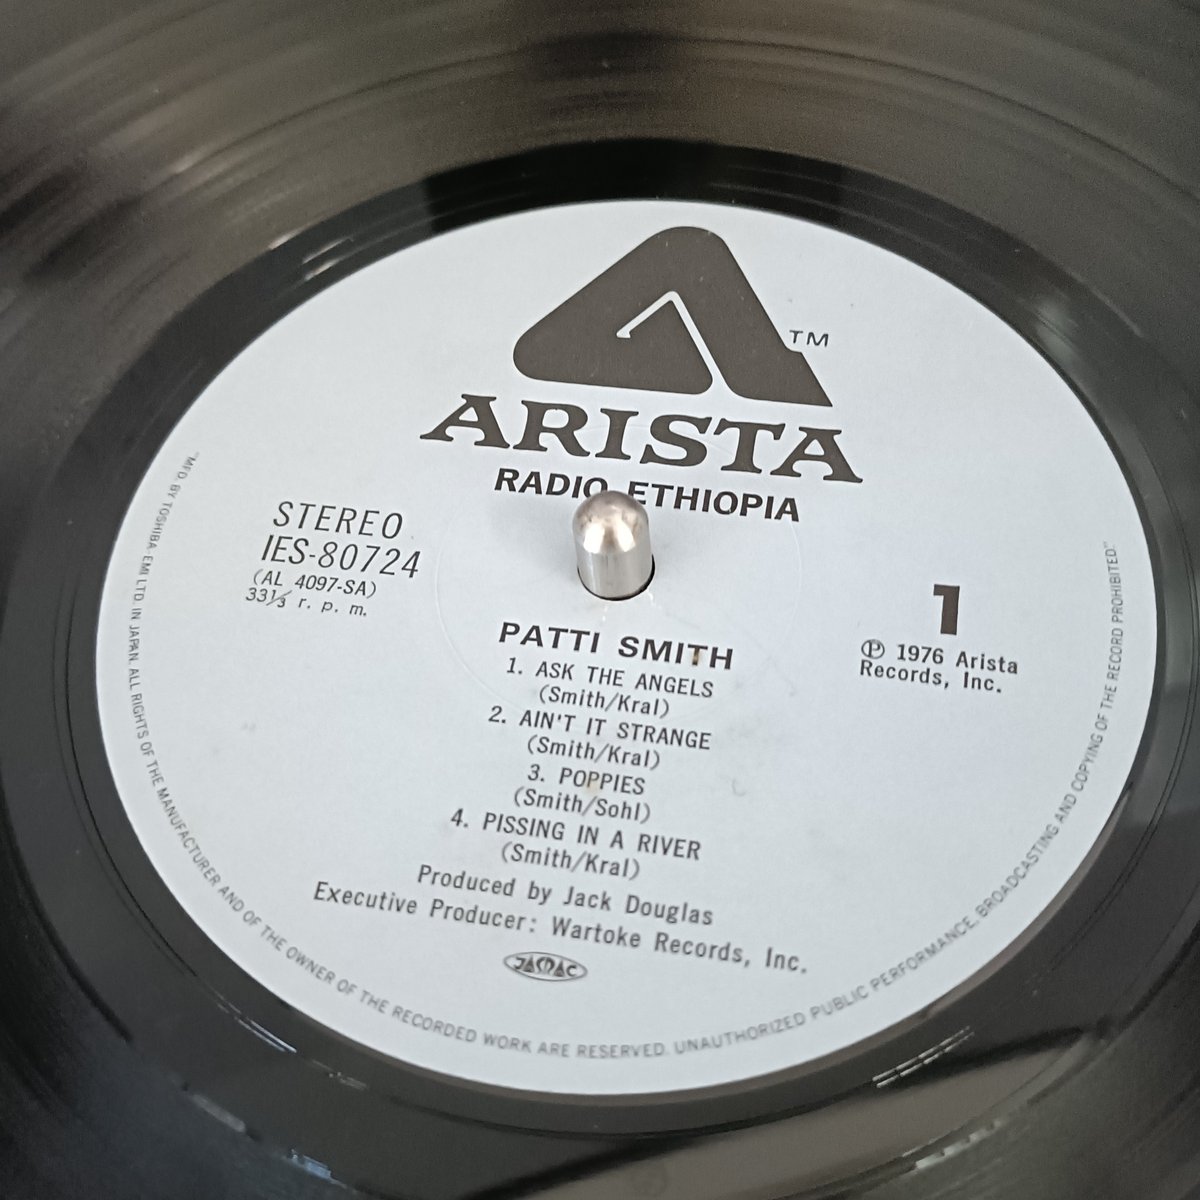 TM
ARISTA
RADIO ETHIOPIA
STEREO
IES-80724
(AL 4097-SA)
33⅓ r. p. m.
1
Ⓟ 1976 Arista
Records, Inc.
PATTI SMITH
1. ASK THE ANGELS
(Smith/Kral)
2. AIN'T IT STRANGE
(Smith/Kral)
3. POPPIES
(Smith/Sohl)
4. PISSING IN A RIVER
(Smith/Kral)
Produced by Jack Douglas
Executive Producer: Wartoke Records, Inc.
JASRAC
"MFD. BY TOSHIBA-EMI LTD. IN JAPAN. ALL RIGHTS OF THE MANUFACTURER AND OF THE OWNER OF THE RECORDED WORK ARE RESERVED. UNAUTHORIZED PUBLIC PERFORMANCE, BROADCASTING AND COPYING OF THE RECORD PROHIBITED."